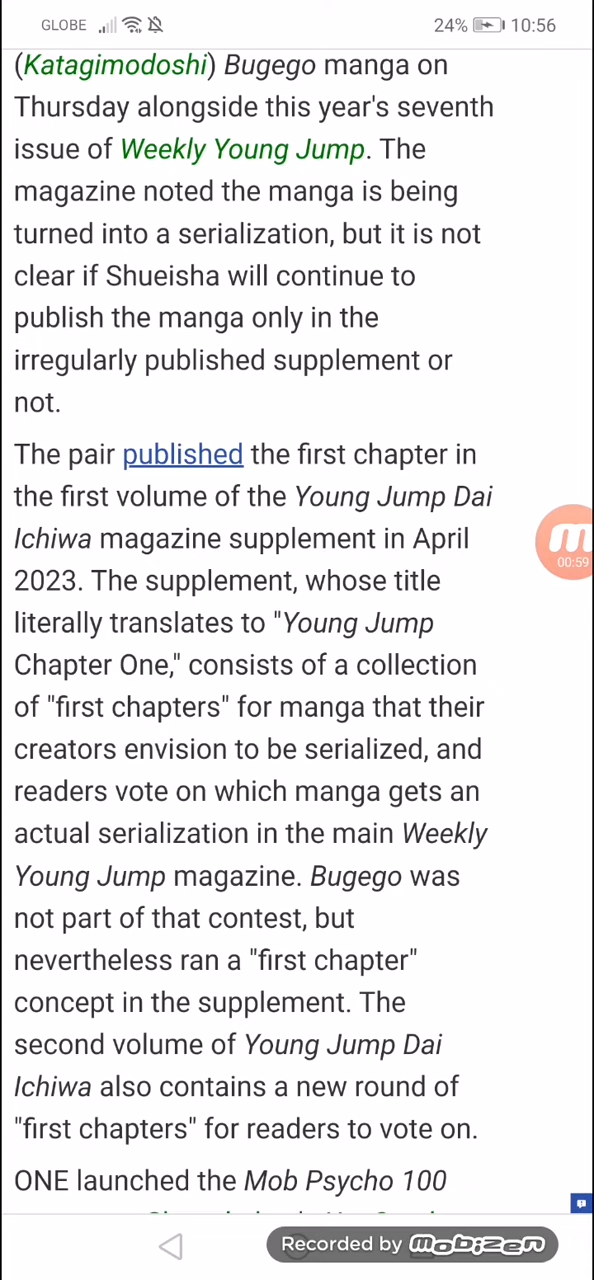 GLOBE 24% 10:56
(Katagimodoshi) Bugego manga on
Thursday alongside this year's seventh
issue of Weekly Young Jump. The
magazine noted the manga is being
turned into a serialization, but it is not
clear if Shueisha will continue to
publish the manga only in the
irregularly published supplement or
not.
The pair published the first chapter in
the first volume of the Young Jump Dai
Ichiwa magazine supplement in April
2023. The supplement, whose title
literally translates to "Young Jump
Chapter One," consists of a collection
of "first chapters" for manga that their
creators envision to be serialized, and
readers vote on which manga gets an
actual serialization in the main Weekly
Young Jump magazine. Bugego was
not part of that contest, but
nevertheless ran a "first chapter"
concept in the supplement. The
second volume of Young Jump Dai
Ichiwa also contains a new round of
"first chapters" for readers to vote on.
ONE launched the Mob Psycho 100
m
00:59
Recorded by mobizen